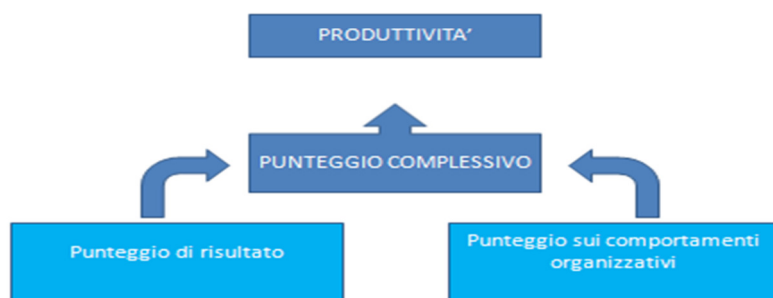 PRODUTTIVITA’
PUNTEGGIO COMPLESSIVO
Punteggio di risultato
Punteggio sui comportamenti
organizzativi